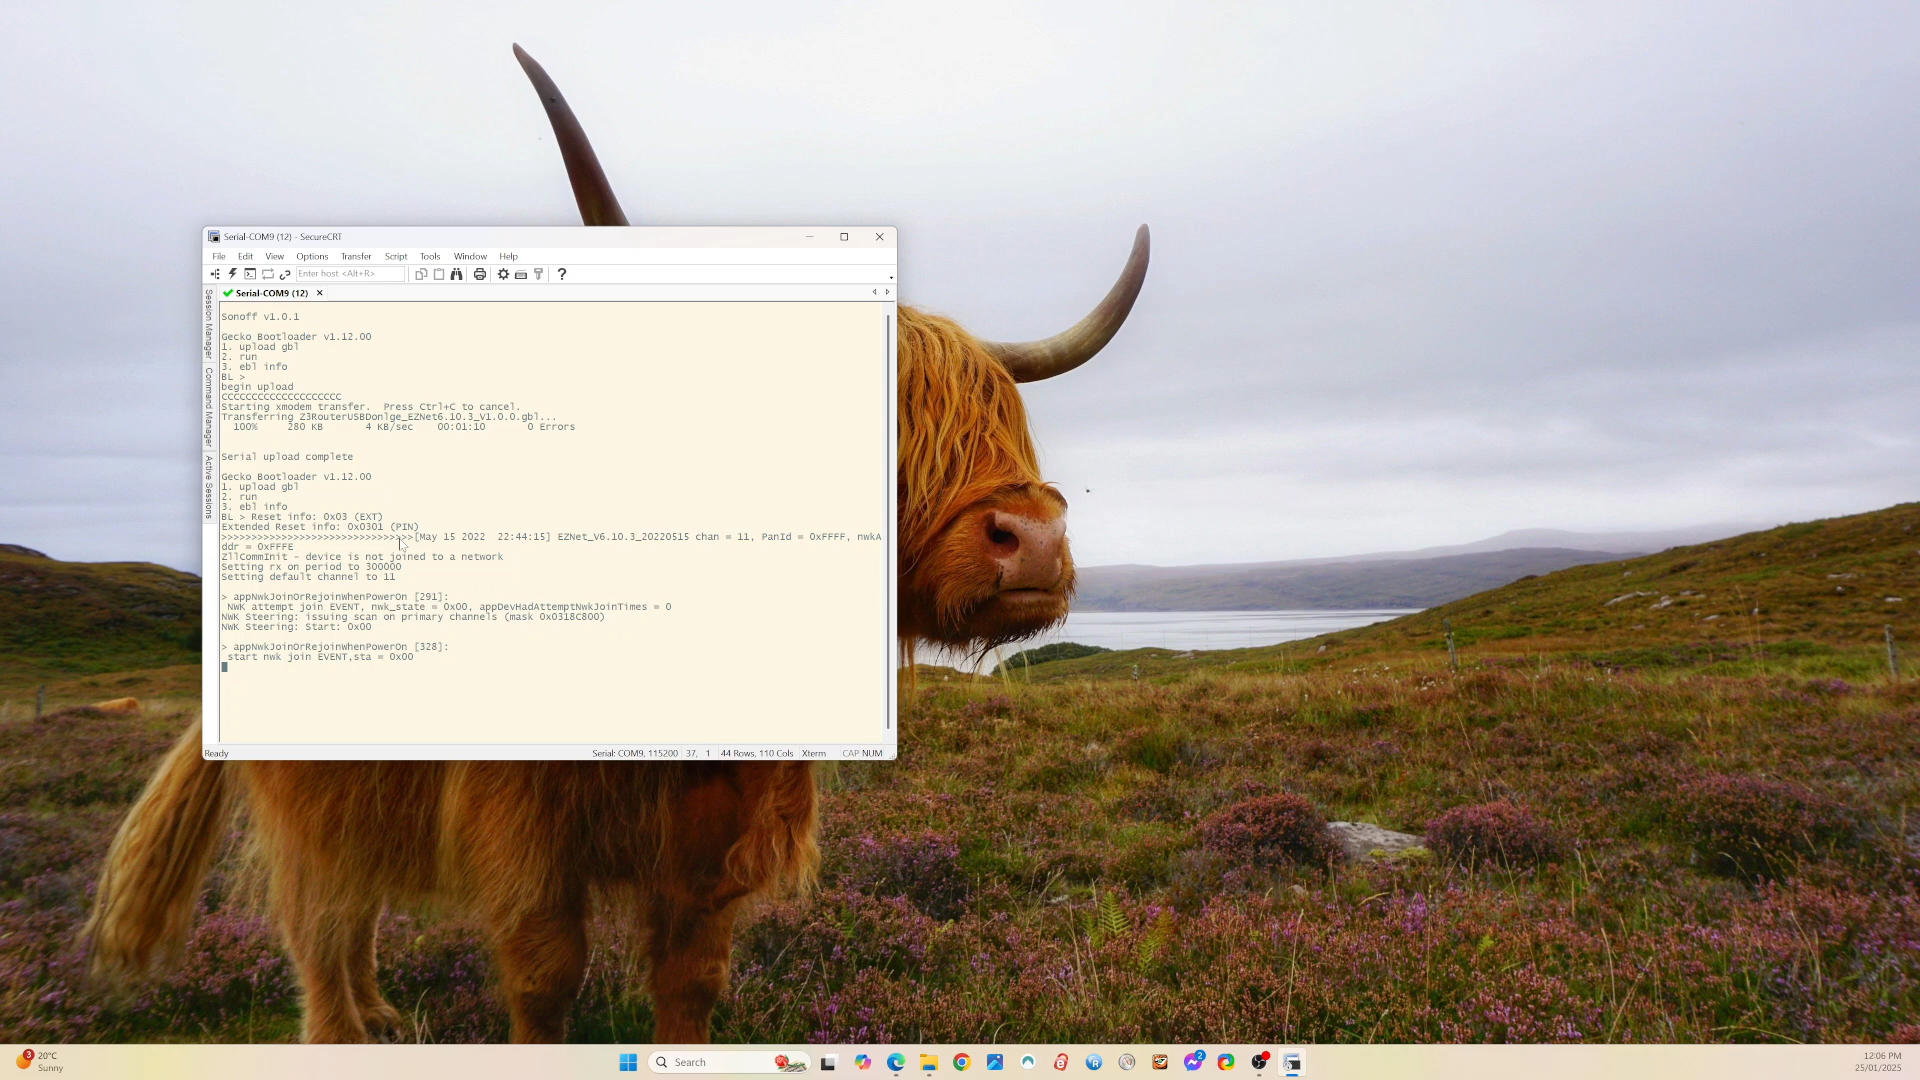 Serial-COM9 (12) - SecureCRT
File Edit View Options Transfer Script Tools Window Help
Enter host <Alt+R>
Serial-COM9 (12)
Session Manager
Command Manager
Active Sessions
Sonoff v1.0.1
Gecko Bootloader v1.12.00
1. upload gbl
2. run
3. ebl info
BL >
begin upload
CCCCCCCCCCCCCCCCCCCC
Starting xmodem transfer.  Press Ctrl+C to cancel.
Transferring Z3RouterUSBDonlge_EZNet6.10.3_V1.0.0.gbl...
100%     280 KB       4 KB/sec    00:01:10       0 Errors
Serial upload complete
Gecko Bootloader v1.12.00
1. upload gbl
2. run
3. ebl info
BL > Reset info: 0x03 (EXT)
Extended Reset info: 0x0301 (PIN)
>>>>>>>>>>>>>>>>>>>>>>>>>>>>>>>>[May 15 2022  22:44:15] EZNet_V6.10.3_20220515 chan = 11, PanId = 0xFFFF, nwkA
ddr = 0xFFFE
ZllCommInit - device is not joined to a network
Setting rx on period to 300000
Setting default channel to 11
> appNwkJoinOrRejoinWhenPowerOn [291]:
NWK attempt join EVENT, nwk_state = 0x00, appDevHadAttemptNwkJoinTimes = 0
NWK Steering: issuing scan on primary channels (mask 0x0318C800)
NWK Steering: Start: 0x00
> appNwkJoinOrRejoinWhenPowerOn [328]:
start nwk join EVENT,sta = 0x00
Ready Serial: COM9, 115200 37, 1 44 Rows, 110 Cols Xterm CAP NUM
3
20°C
Sunny
Search
2
12:06 PM
25/01/2025